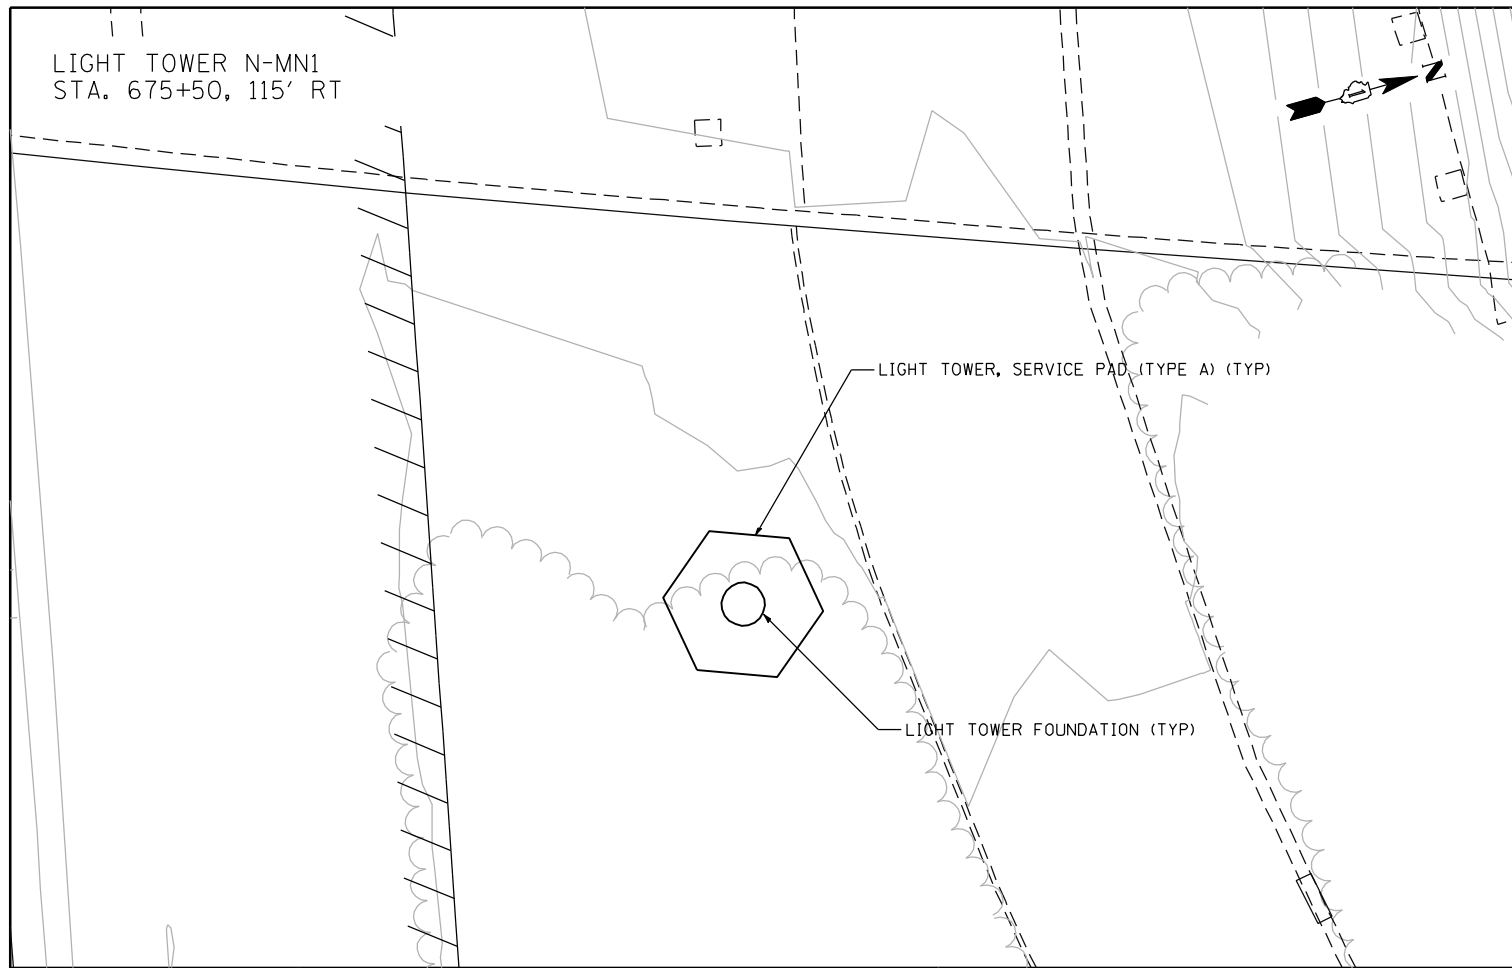 LIGHT TOWER N-MN1
STA. 675+50, 115' RT
N
LIGHT TOWER, SERVICE PAD (TYPE A) (TYP)
LIGHT TOWER FOUNDATION (TYP)